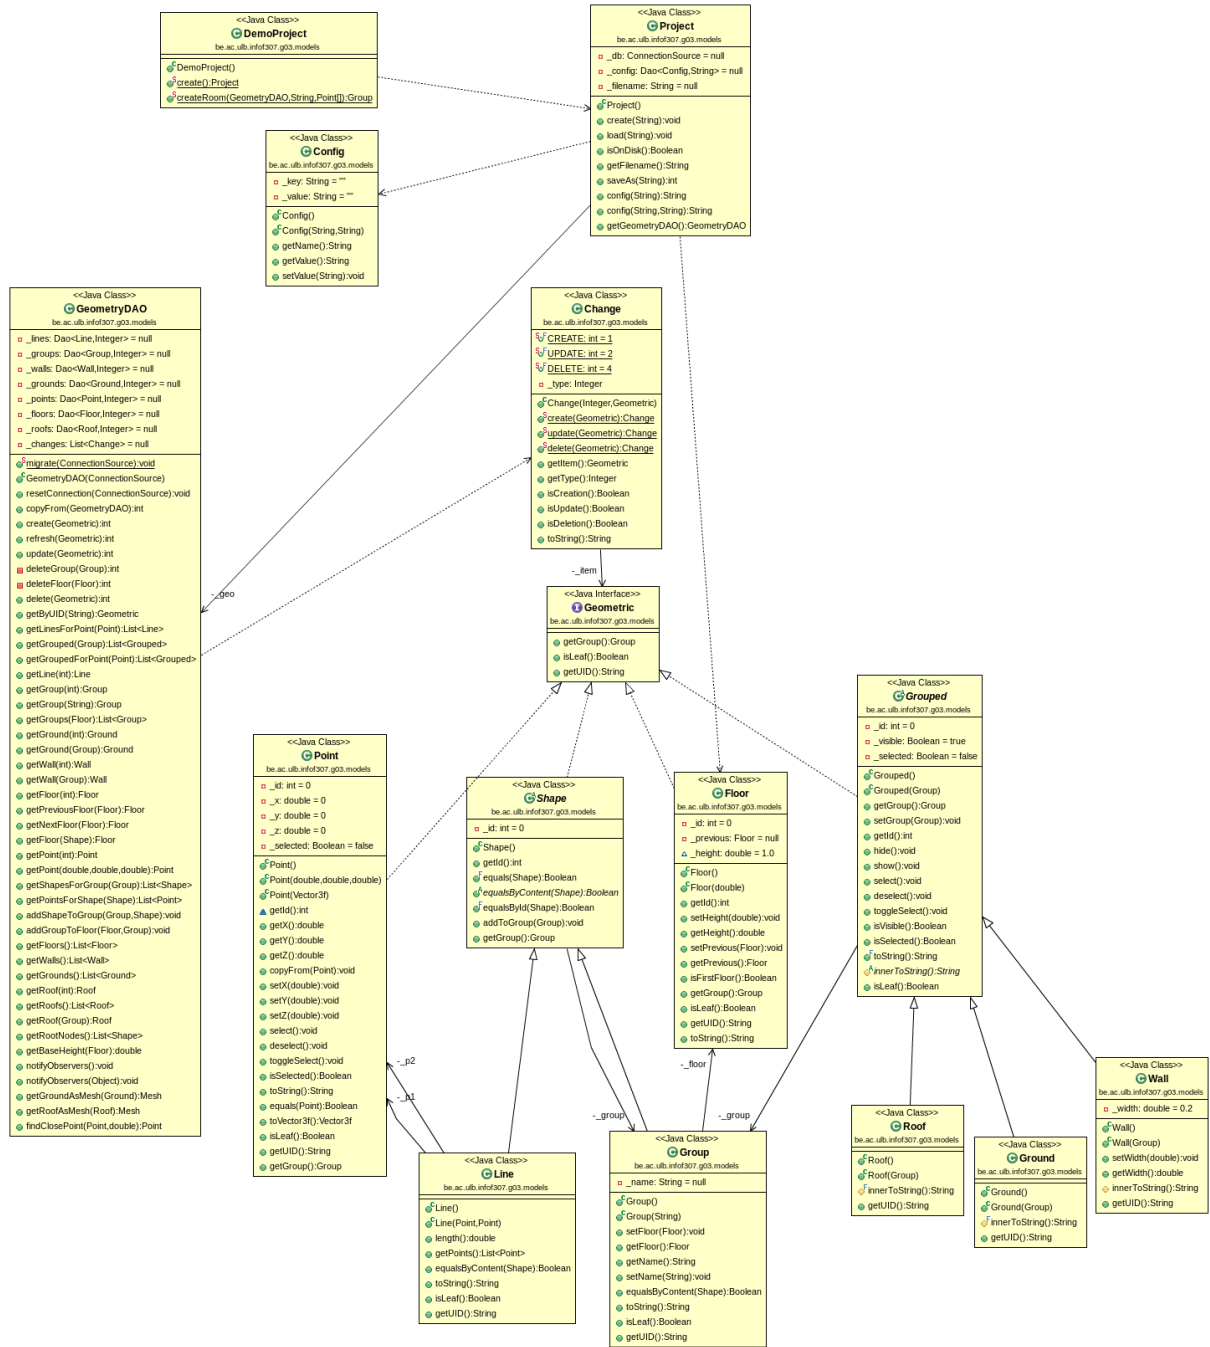 <<Java Class>>
DemoProject
be.ac.ulb.infof307.g03.models
DemoProject()
create():Project
createRoom(GeometryDAO,String,Point[]):Group
<<Java Class>>
Project
be.ac.ulb.infof307.g03.models
_db: ConnectionSource = null
_config: Dao<Config,String> = null
_filename: String = null
Project()
create(String):void
load(String):void
isOnDisk():Boolean
getFilename():String
saveAs(String):int
config(String):String
config(String,String):String
getGeometryDAO():GeometryDAO
<<Java Class>>
Config
be.ac.ulb.infof307.g03.models
_key: String = ""
_value: String = ""
Config()
Config(String,String)
getName():String
getValue():String
setValue(String):void
<<Java Class>>
GeometryDAO
be.ac.ulb.infof307.g03.models
_lines: Dao<Line,Integer> = null
_groups: Dao<Group,Integer> = null
_walls: Dao<Wall,Integer> = null
_grounds: Dao<Ground,Integer> = null
_points: Dao<Point,Integer> = null
_floors: Dao<Floor,Integer> = null
_roofs: Dao<Roof,Integer> = null
_changes: List<Change> = null
migrate(ConnectionSource):void
GeometryDAO(ConnectionSource)
resetConnection(ConnectionSource):void
copyFrom(GeometryDAO):int
create(Geometric):int
refresh(Geometric):int
update(Geometric):int
deleteGroup(Group):int
deleteFloor(Floor):int
delete(Geometric):int
getByUID(String):Geometric
getLinesForPoint(Point):List<Line>
getGrouped(Group):List<Grouped>
getGroupedForPoint(Point):List<Grouped>
getLine(int):Line
getGroup(int):Group
getGroup(String):Group
getGroups(Floor):List<Group>
getGround(int):Ground
getGround(Group):Ground
getWall(int):Wall
getWall(Group):Wall
getFloor(int):Floor
getPreviousFloor(Floor):Floor
getNextFloor(Floor):Floor
getFloor(Shape):Floor
getPoint(int):Point
getPoint(double,double,double):Point
getShapesForGroup(Group):List<Shape>
getPointsForShape(Shape):List<Point>
addShapeToGroup(Group,Shape):void
addGroupToFloor(Floor,Group):void
getFloors():List<Floor>
getWalls():List<Wall>
getGrounds():List<Ground>
getRoof(int):Roof
getRoofs():List<Roof>
getRoof(Group):Roof
getRootNodes():List<Shape>
getBaseHeight(Floor):double
notifyObservers():void
notifyObservers(Object):void
getGroundAsMesh(Ground):Mesh
getRoofAsMesh(Roof):Mesh
findClosePoint(Point,double):Point
-_geo
<<Java Class>>
Change
be.ac.ulb.infof307.g03.models
CREATE: int = 1
UPDATE: int = 2
DELETE: int = 4
_type: Integer
Change(Integer,Geometric)
create(Geometric):Change
update(Geometric):Change
delete(Geometric):Change
getItem():Geometric
getType():Integer
isCreation():Boolean
isUpdate():Boolean
isDeletion():Boolean
toString():String
-_item
<<Java Interface>>
Geometric
be.ac.ulb.infof307.g03.models
getGroup():Group
isLeaf():Boolean
getUID():String
<<Java Class>>
Point
be.ac.ulb.infof307.g03.models
_id: int = 0
_x: double = 0
_y: double = 0
_z: double = 0
_selected: Boolean = false
Point()
Point(double,double,double)
Point(Vector3f)
getId():int
getX():double
getY():double
getZ():double
copyFrom(Point):void
setX(double):void
setY(double):void
setZ(double):void
select():void
deselect():void
toggleSelect():void
isSelected():Boolean
toString():String
equals(Point):Boolean
toVector3f():Vector3f
isLeaf():Boolean
getUID():String
getGroup():Group
-_p2
-_p1
<<Java Class>>
Shape
be.ac.ulb.infof307.g03.models
_id: int = 0
Shape()
getId():int
equals(Shape):Boolean
equalsByContent(Shape):Boolean
equalsById(Shape):Boolean
addToGroup(Group):void
getGroup():Group
<<Java Class>>
Floor
be.ac.ulb.infof307.g03.models
_id: int = 0
_previous: Floor = null
_height: double = 1.0
Floor()
Floor(double)
getId():int
setHeight(double):void
getHeight():double
setPrevious(Floor):void
getPrevious():Floor
isFirstFloor():Boolean
getGroup():Group
isLeaf():Boolean
getUID():String
toString():String
<<Java Class>>
Grouped
be.ac.ulb.infof307.g03.models
_id: int = 0
_visible: Boolean = true
_selected: Boolean = false
Grouped()
Grouped(Group)
getGroup():Group
setGroup(Group):void
getId():int
hide():void
show():void
select():void
deselect():void
toggleSelect():void
isVisible():Boolean
isSelected():Boolean
toString():String
innerToString():String
isLeaf():Boolean
-_floor
-_group
-_group
<<Java Class>>
Line
be.ac.ulb.infof307.g03.models
Line()
Line(Point,Point)
length():double
getPoints():List<Point>
equalsByContent(Shape):Boolean
toString():String
isLeaf():Boolean
getUID():String
<<Java Class>>
Group
be.ac.ulb.infof307.g03.models
_name: String = null
Group()
Group(String)
setFloor(Floor):void
getFloor():Floor
getName():String
setName(String):void
equalsByContent(Shape):Boolean
toString():String
isLeaf():Boolean
getUID():String
<<Java Class>>
Roof
be.ac.ulb.infof307.g03.models
Roof()
Roof(Group)
innerToString():String
getUID():String
<<Java Class>>
Ground
be.ac.ulb.infof307.g03.models
Ground()
Ground(Group)
innerToString():String
getUID():String
<<Java Class>>
Wall
be.ac.ulb.infof307.g03.models
_width: double = 0.2
Wall()
Wall(Group)
setWidth(double):void
getWidth():double
innerToString():String
getUID():String